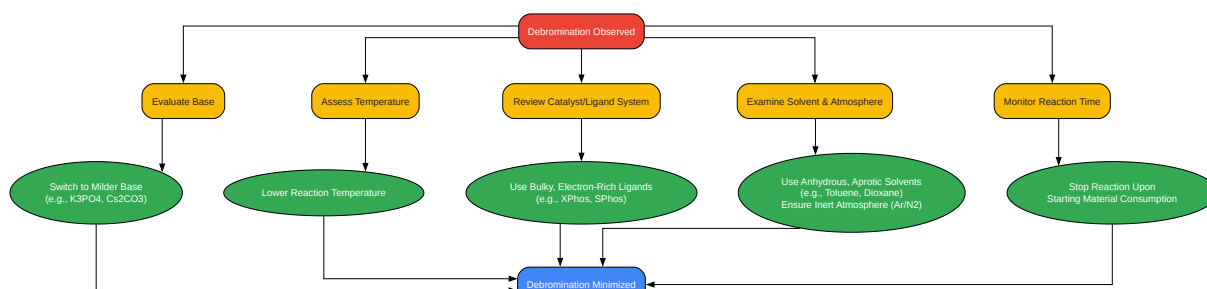 Debromination Observed
Evaluate Base
Assess Temperature
Review Catalyst/Ligand System
Examine Solvent & Atmosphere
Monitor Reaction Time
Switch to Milder Base
(e.g., K3PO4, Cs2CO3)
Lower Reaction Temperature
Use Bulky, Electron-Rich Ligands
(e.g., XPhos, SPhos)
Use Anhydrous, Aprotic Solvents
(e.g., Toluene, Dioxane)
Ensure Inert Atmosphere (Ar/N2)
Stop Reaction Upon
Starting Material Consumption
Debromination Minimized